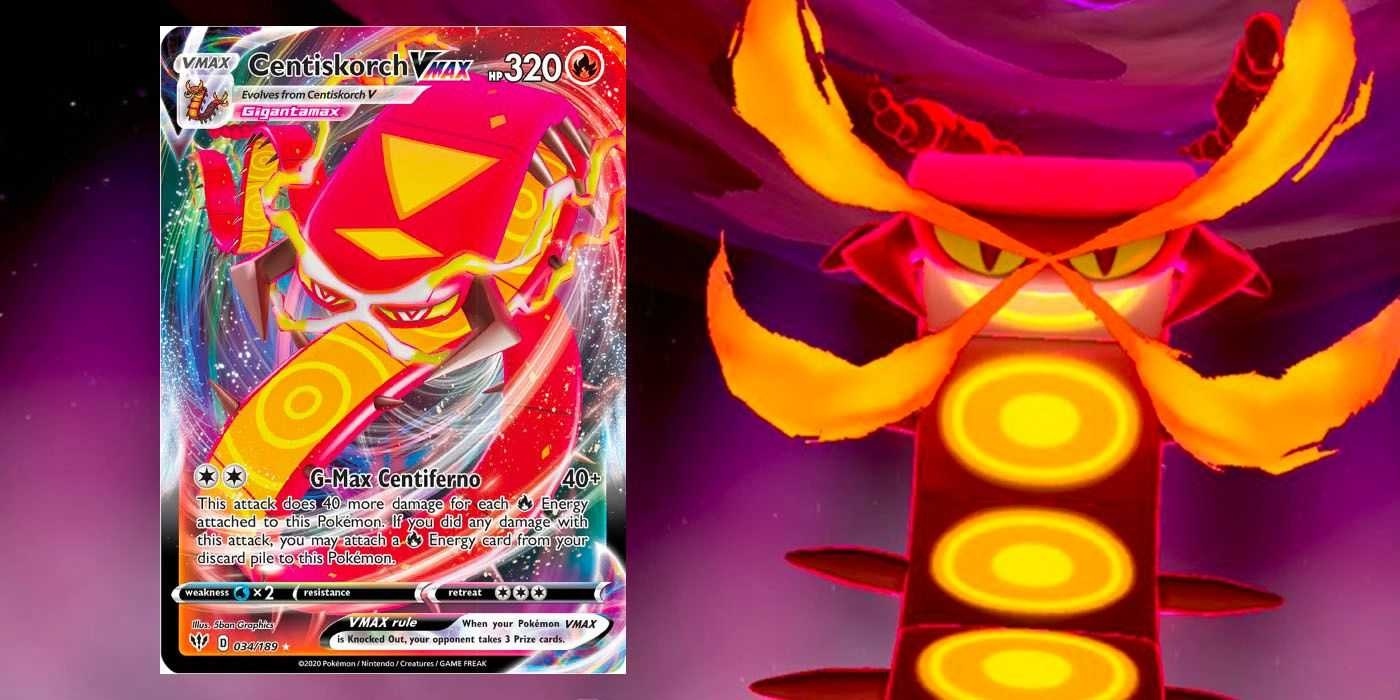 VMAX
Centiskorch VMAX HP 320
Evolves from Centiskorch V
Gigantamax
G-Max Centiferno 40+
This attack does 40 more damage for each Energy
attached to this Pokémon. If you did any damage with
this attack, you may attach a Energy card from your
discard pile to this Pokémon.
weakness ×2 resistance retreat
Illus. 5ban Graphics
VMAX rule When your Pokémon VMAX
is Knocked Out, your opponent takes 3 Prize cards.
D 034/189
©2020 Pokémon / Nintendo / Creatures / GAME FREAK